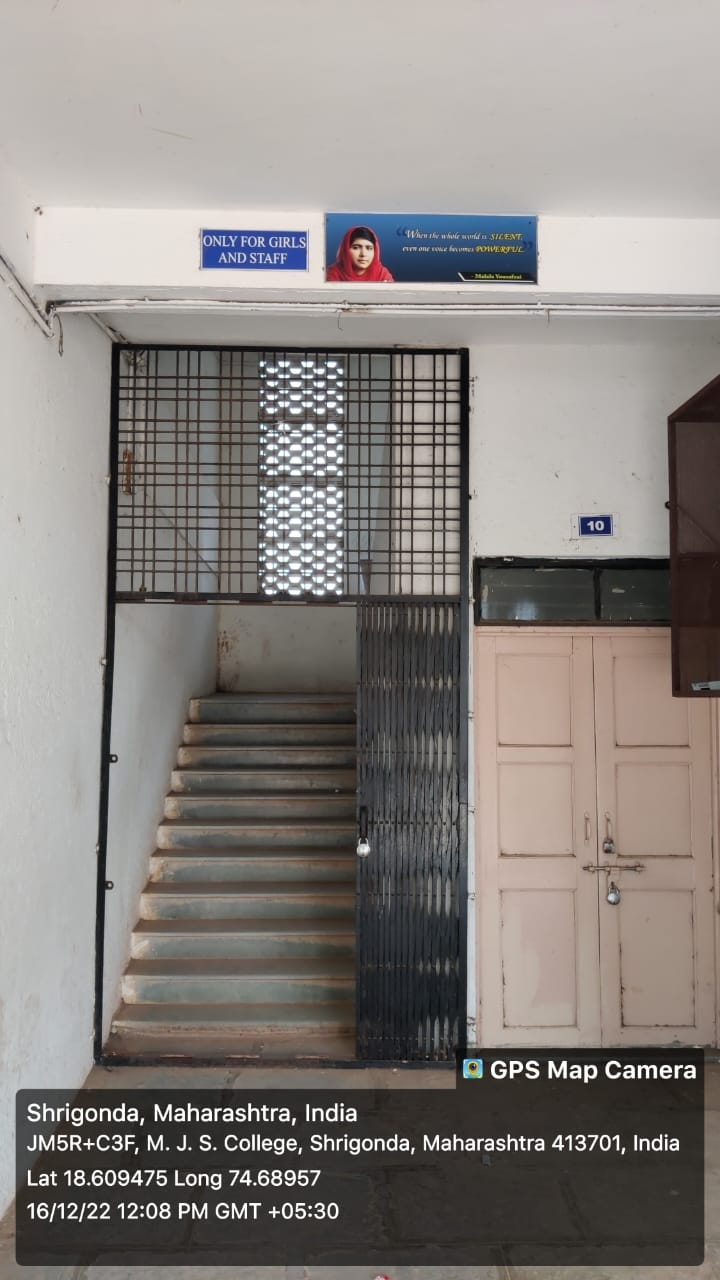 ONLY FOR GIRLS
AND STAFF
“When the whole world is SILENT,
even one voice becomes POWERFUL”
- Malala Yousafzai
10
GPS Map Camera
Shrigonda, Maharashtra, India
JM5R+C3F, M. J. S. College, Shrigonda, Maharashtra 413701, India
Lat 18.609475 Long 74.68957
16/12/22 12:08 PM GMT +05:30